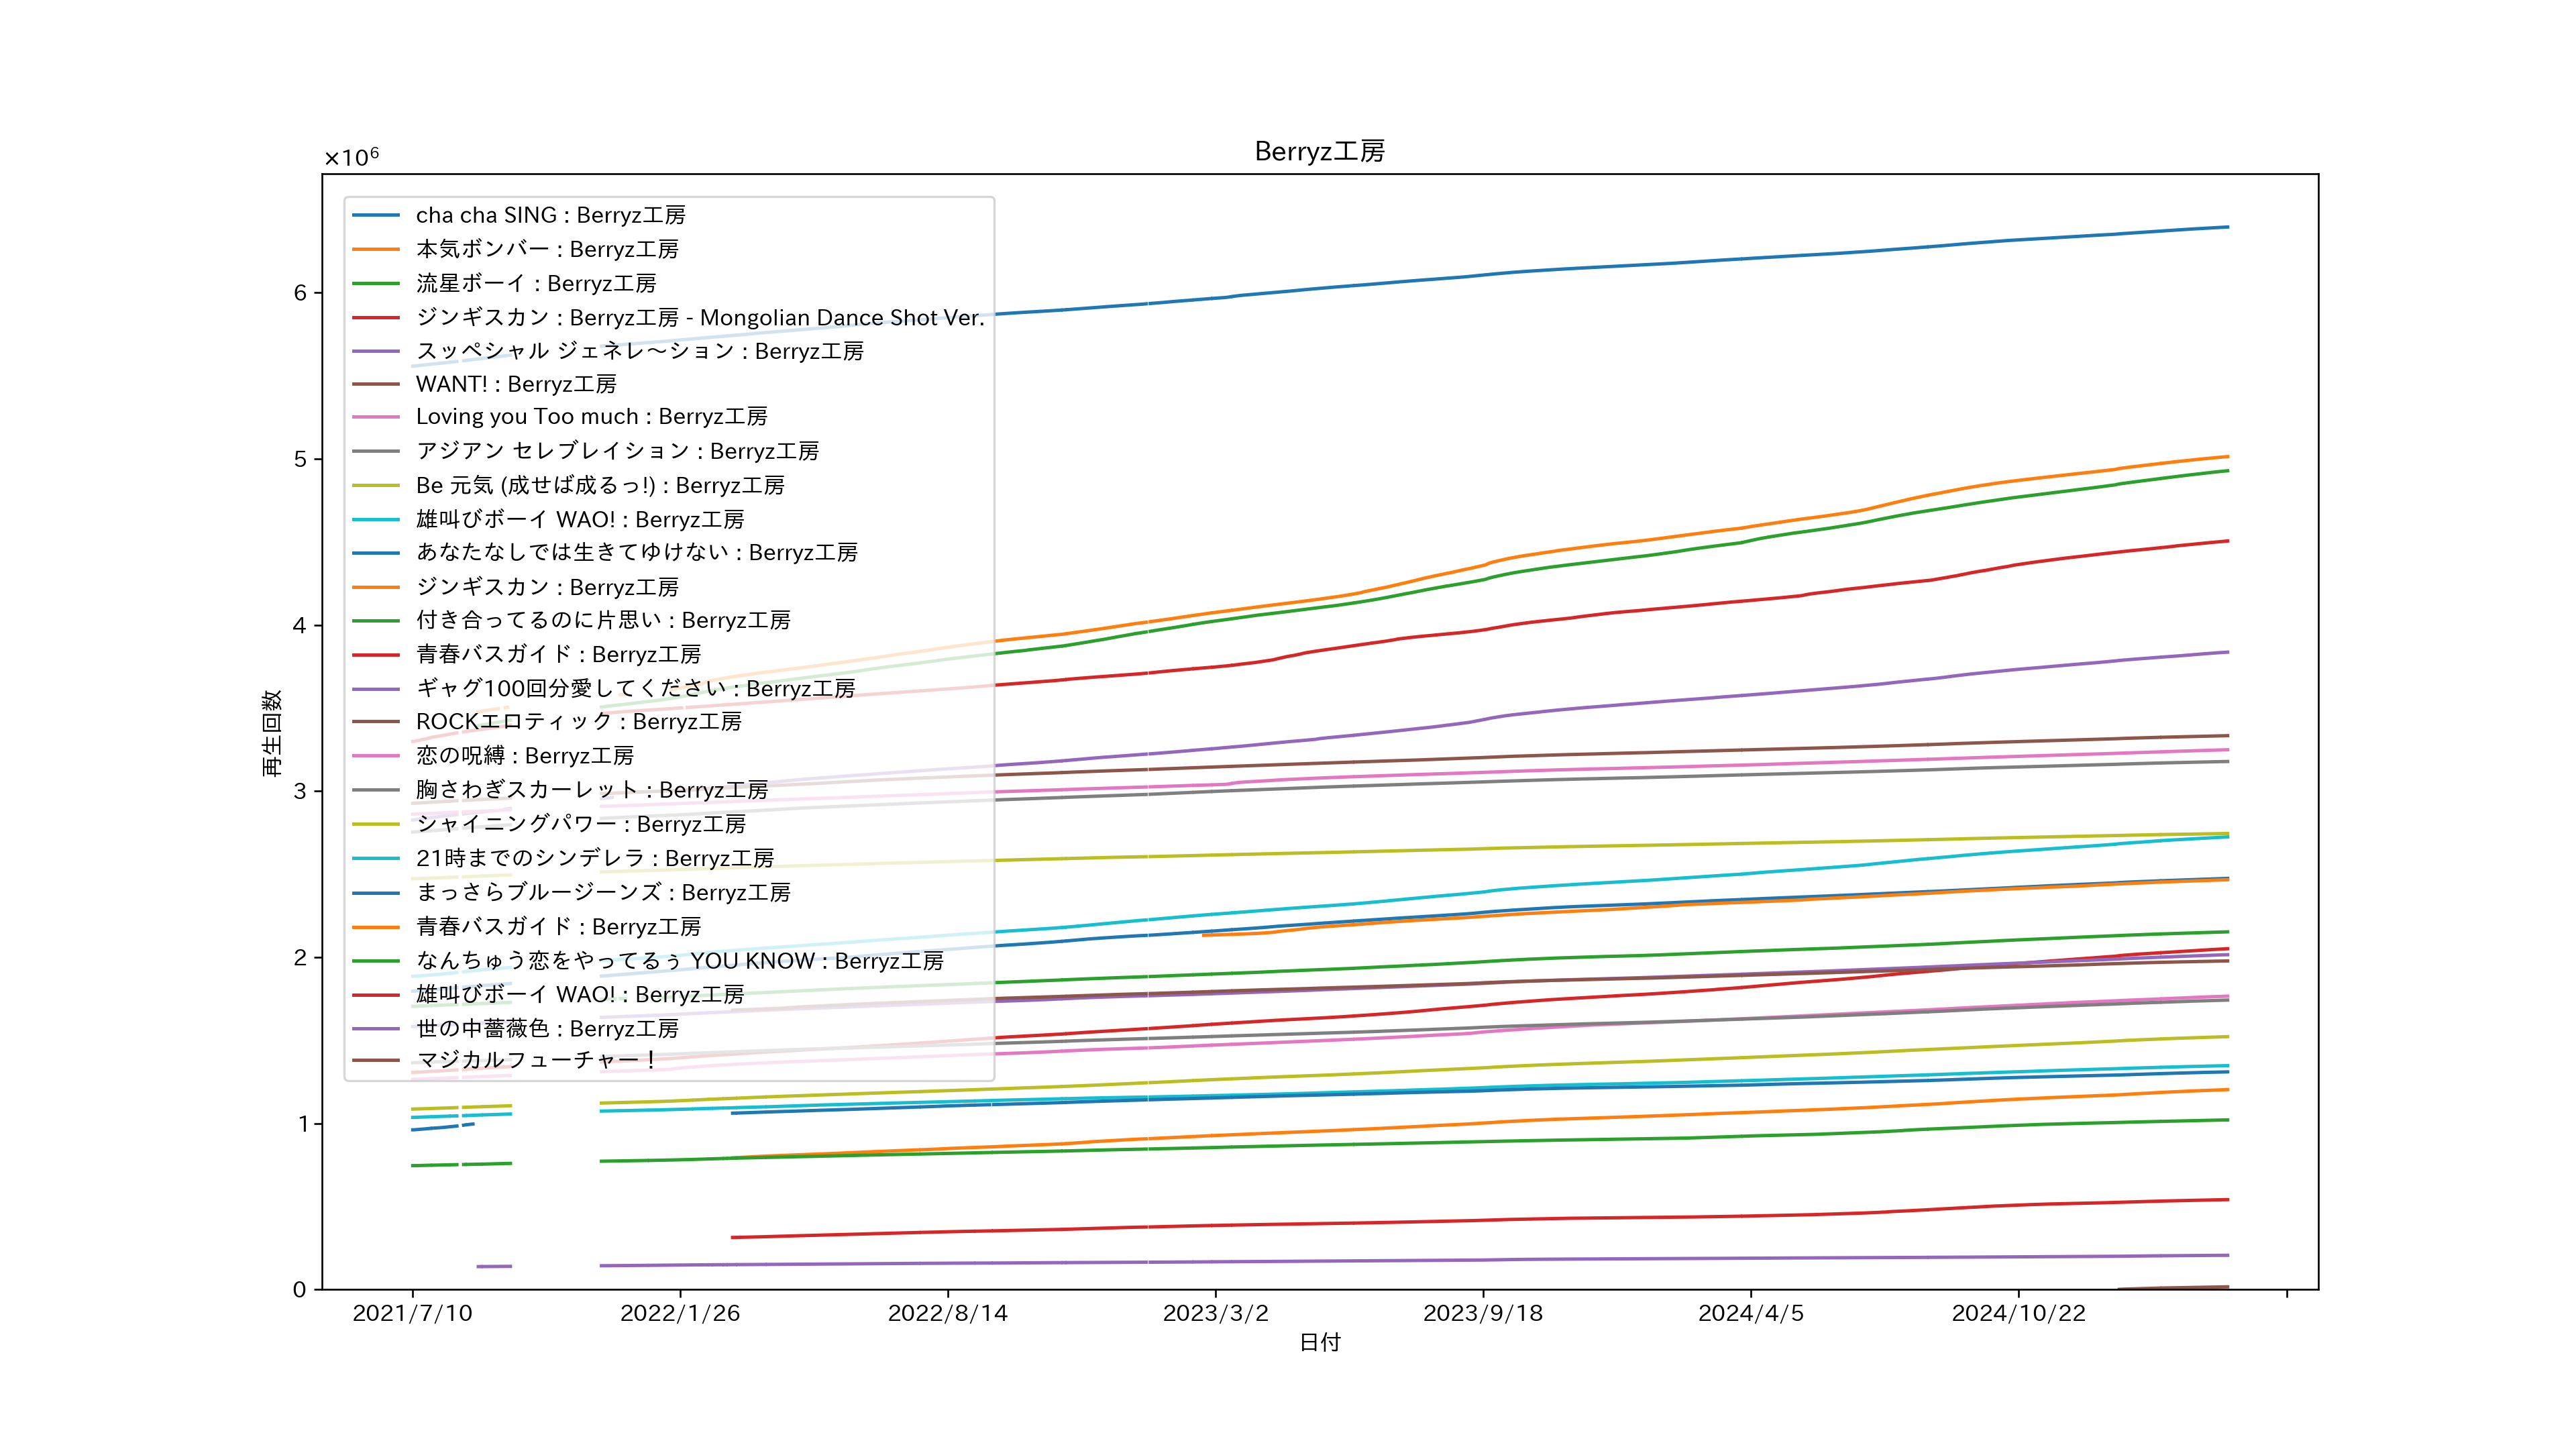 Berryz工房
×10⁶
cha cha SING : Berryz工房
本気ボンバー : Berryz工房
流星ボーイ : Berryz工房
ジンギスカン : Berryz工房 - Mongolian Dance Shot Ver.
スッペシャル ジェネレ～ション : Berryz工房
WANT! : Berryz工房
Loving you Too much : Berryz工房
アジアン セレブレイション : Berryz工房
Be 元気 (成せば成るっ!) : Berryz工房
雄叫びボーイ WAO! : Berryz工房
あなたなしでは生きてゆけない : Berryz工房
ジンギスカン : Berryz工房
付き合ってるのに片思い : Berryz工房
青春バスガイド : Berryz工房
ギャグ100回分愛してください : Berryz工房
ROCKエロティック : Berryz工房
恋の呪縛 : Berryz工房
胸さわぎスカーレット : Berryz工房
シャイニングパワー : Berryz工房
21時までのシンデレラ : Berryz工房
まっさらブルージーンズ : Berryz工房
青春バスガイド : Berryz工房
なんちゅう恋をやってるぅ YOU KNOW : Berryz工房
雄叫びボーイ WAO! : Berryz工房
世の中薔薇色 : Berryz工房
マジカルフューチャー！
6
5
4
3
2
1
0
再生回数
2021/7/10 2022/1/26 2022/8/14 2023/3/2 2023/9/18 2024/4/5 2024/10/22
日付